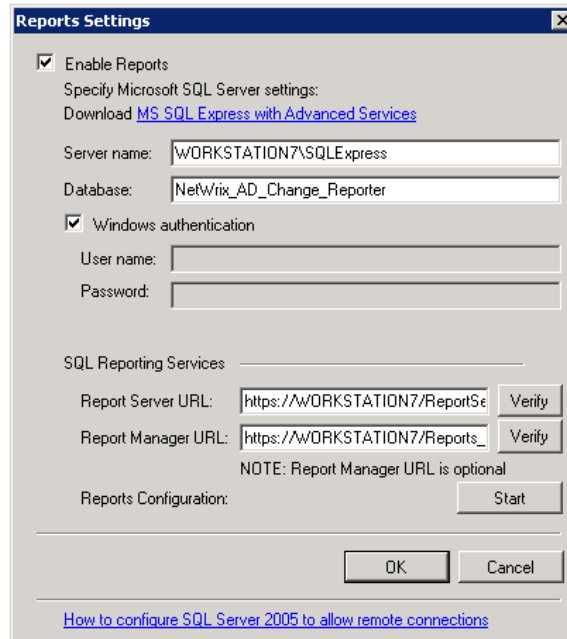 Reports Settings
Enable Reports
Specify Microsoft SQL Server settings:
Download MS SQL Express with Advanced Services
Server name: WORKSTATION7\SQLExpress
Database: NetWrix_AD_Change_Reporter
Windows authentication
User name:
Password:
SQL Reporting Services
Report Server URL: https://WORKSTATION7/ReportSe Verify
Report Manager URL: https://WORKSTATION7/Reports_ Verify
NOTE: Report Manager URL is optional
Reports Configuration: Start
OK Cancel
How to configure SQL Server 2005 to allow remote connections